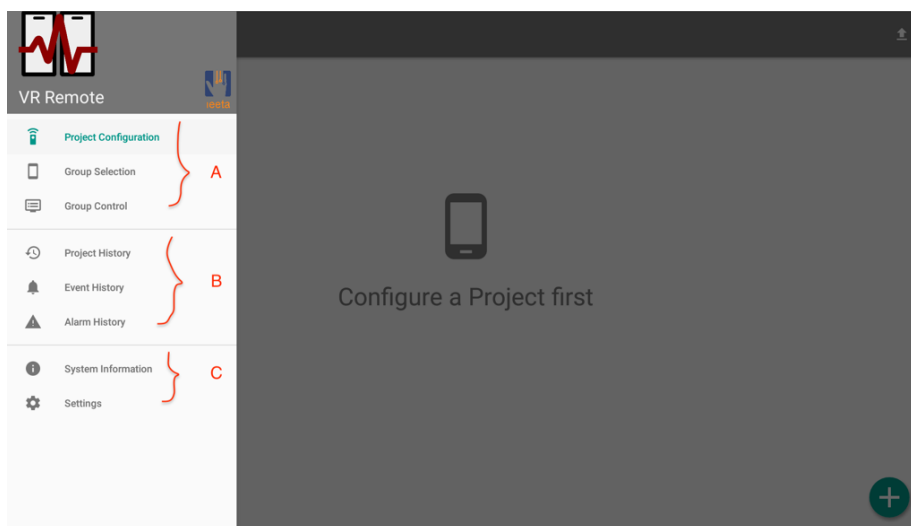 VR Remote
Project Configuration
Group Selection
Group Control
A
Project History
Event History
Alarm History
B
System Information
Settings
C
Configure a Project first